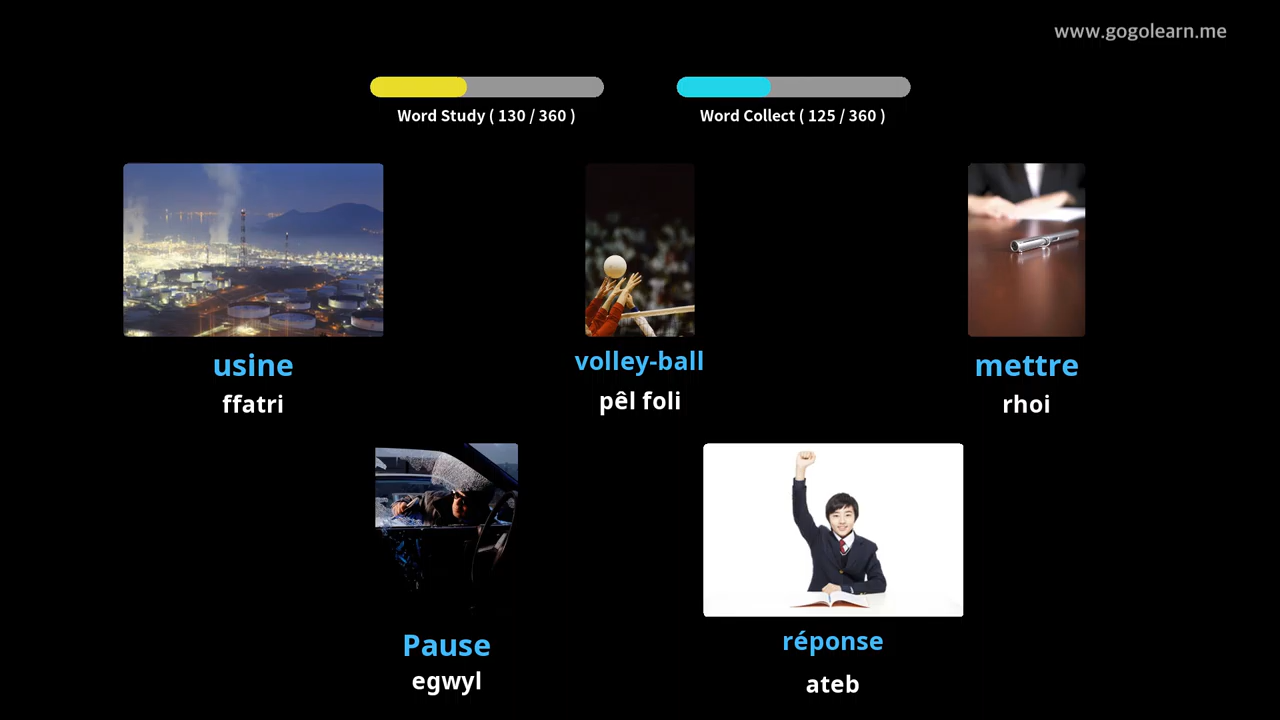 www.gogolearn.me
Word Study ( 130 / 360 )
Word Collect ( 125 / 360 )
usine
ffatri
volley-ball
pêl foli
mettre
rhoi
Pause
egwyl
réponse
ateb